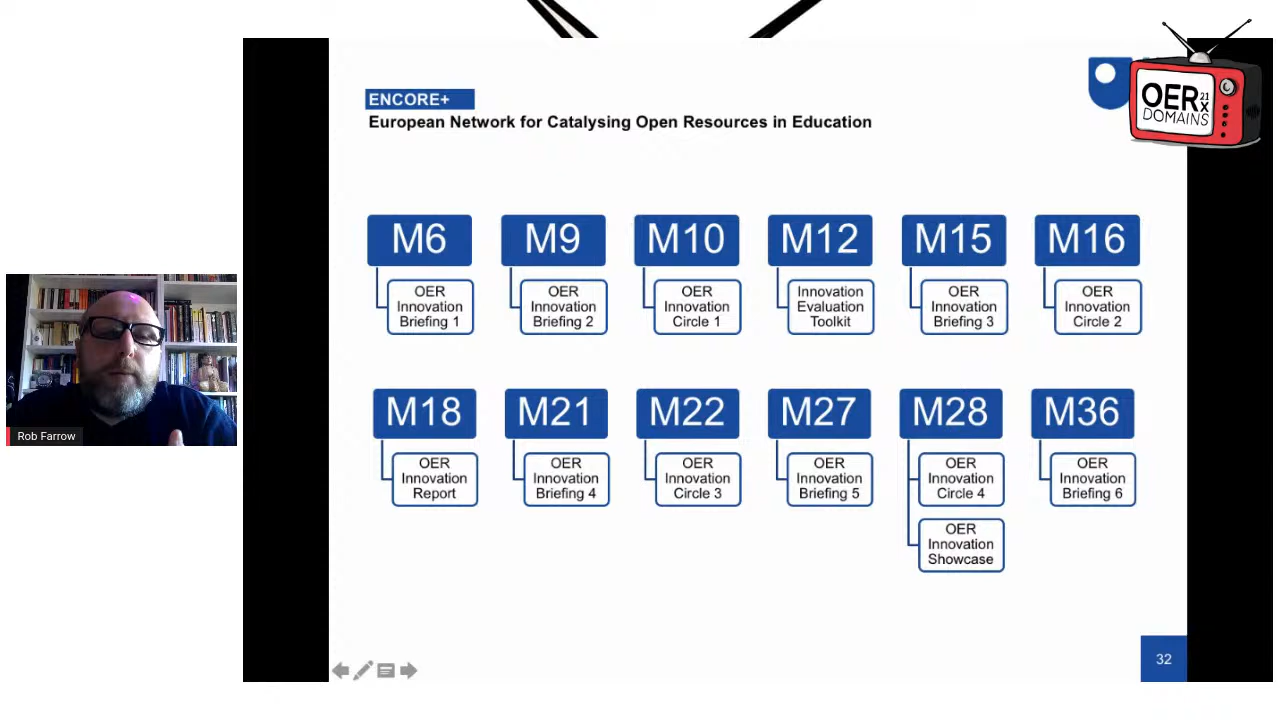 ENCORE+
European Network for Catalysing Open Resources in Education
OER
21
x
DOMAINS
M6
M9
M10
M12
M15
M16
OER
Innovation
Briefing 1
OER
Innovation
Briefing 2
OER
Innovation
Circle 1
Innovation
Evaluation
Toolkit
OER
Innovation
Briefing 3
OER
Innovation
Circle 2
M18
M21
M22
M27
M28
M36
OER
Innovation
Report
OER
Innovation
Briefing 4
OER
Innovation
Circle 3
OER
Innovation
Briefing 5
OER
Innovation
Circle 4
OER
Innovation
Showcase
OER
Innovation
Briefing 6
Rob Farrow
32